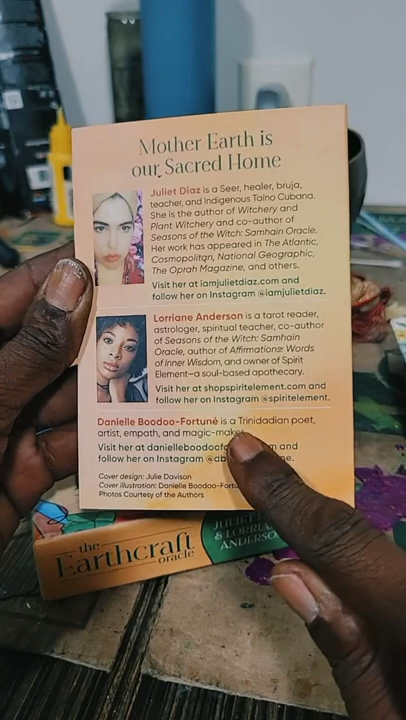 Mother Earth is
our Sacred Home
Juliet Diaz is a Seer, healer, bruja,
teacher, and Indigenous Taino Cubana.
She is the author of Witchery and
Plant Witchery and co-author of
Seasons of the Witch: Samhain Oracle.
Her work has appeared in The Atlantic,
Cosmopolitan, National Geographic,
The Oprah Magazine, and others.
Visit her at iamjulietdiaz.com and
follow her on Instagram @iamjulietdiaz.
Lorriane Anderson is a tarot reader,
astrologer, spiritual teacher, co-author
of Seasons of the Witch: Samhain
Oracle, author of Affirmations: Words
of Inner Wisdom, and owner of Spirit
Element—a soul-based apothecary.
Visit her at shopspiritelement.com and
follow her on Instagram @spiritelement.
Danielle Boodoo-Fortuné is a Trinidadian poet,
artist, empath, and magic-maker.
Visit her at and
follow her on Instagram
Cover design: Julie Davison
Cover illustration: Danielle Boodoo-Fortuné
Photos Courtesy of the Authors
the
Earthcraft
oracle
JULIET
& LORRIANE
ANDERSON